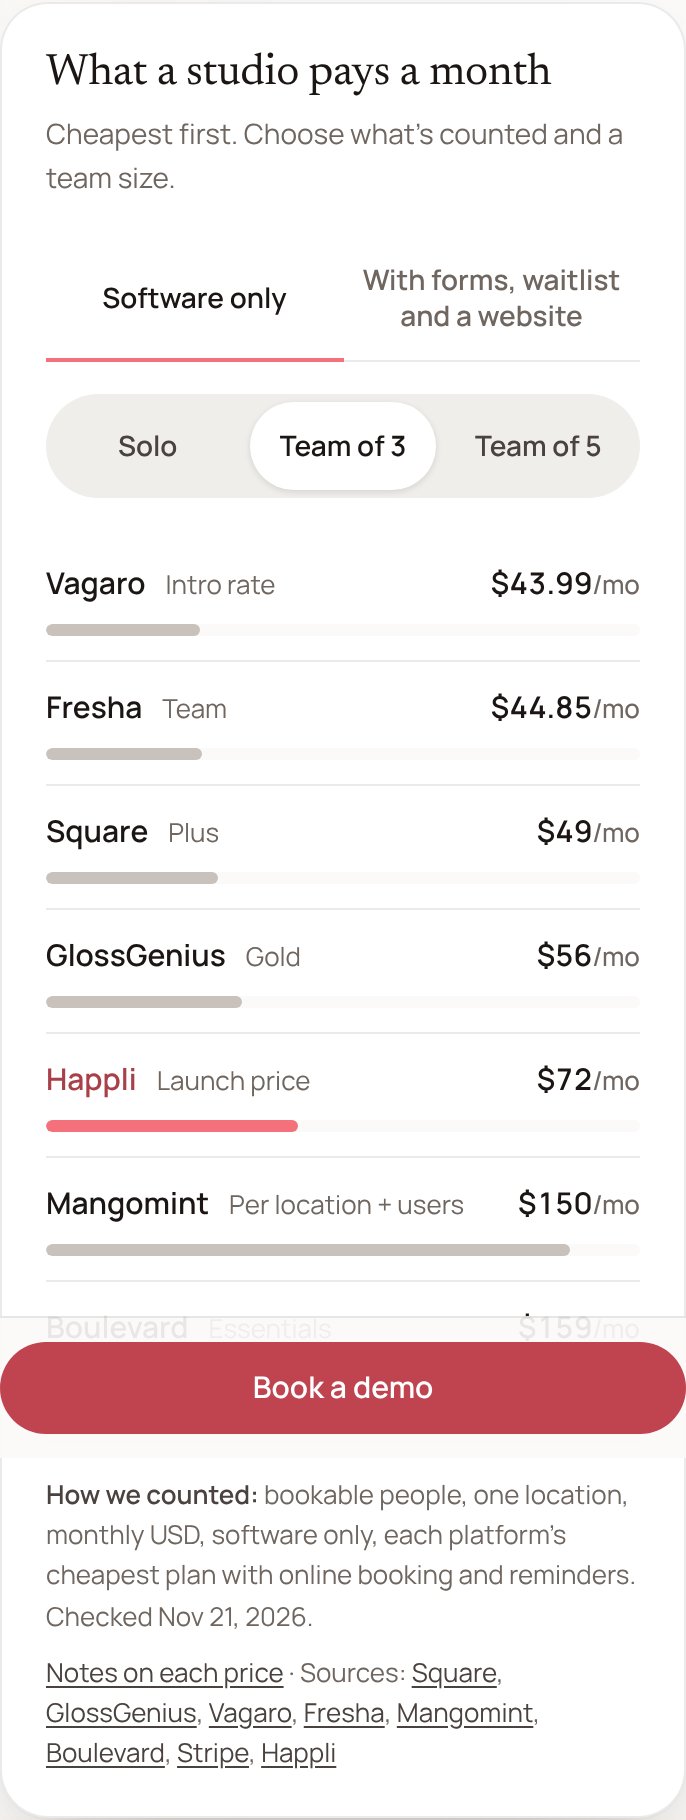 What a studio pays a month
Cheapest first. Choose what's counted and a
team size.
Software only
With forms, waitlist
and a website
Solo
Team of 3
Team of 5
Vagaro Intro rate $43.99/mo
Fresha Team $44.85/mo
Square Plus $49/mo
GlossGenius Gold $56/mo
Happli Launch price $72/mo
Mangomint Per location + users $150/mo
Boulevard Essentials $159/mo
Book a demo
How we counted: bookable people, one location,
monthly USD, software only, each platform's
cheapest plan with online booking and reminders.
Checked Nov 21, 2026.
Notes on each price · Sources: Square,
GlossGenius, Vagaro, Fresha, Mangomint,
Boulevard, Stripe, Happli